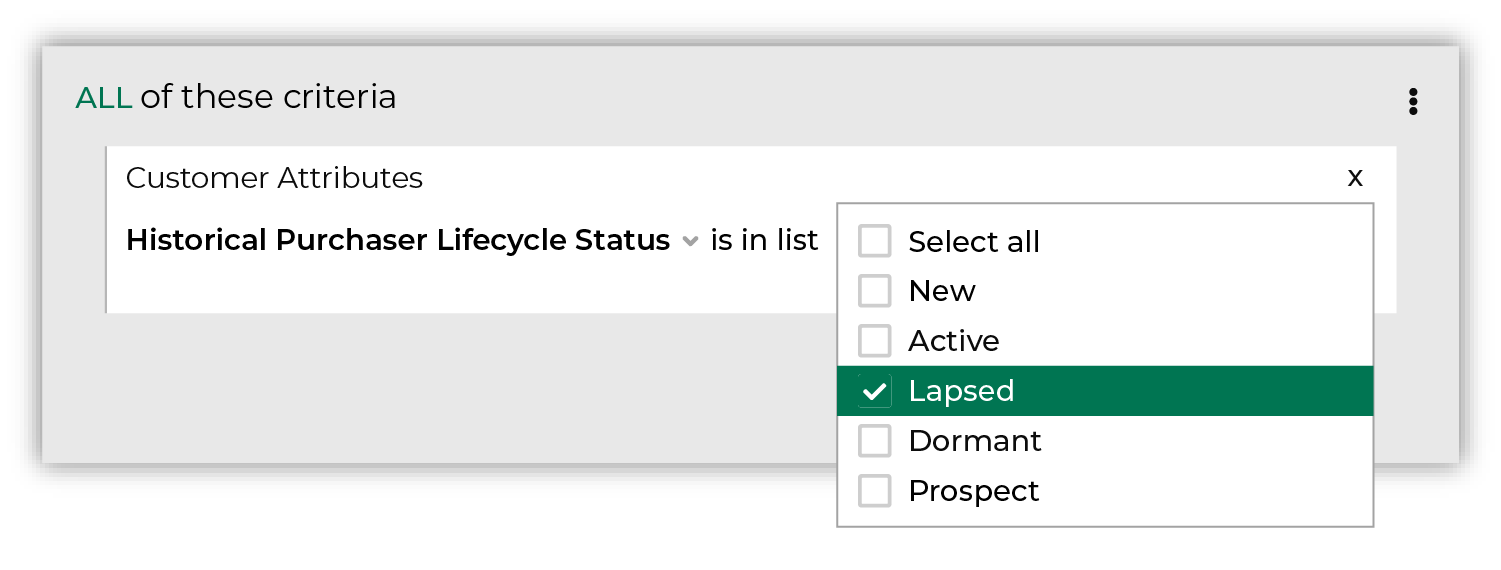 ALL of these criteria
Customer Attributes x
Historical Purchaser Lifecycle Status is in list
Select all
New
Active
Lapsed
Dormant
Prospect